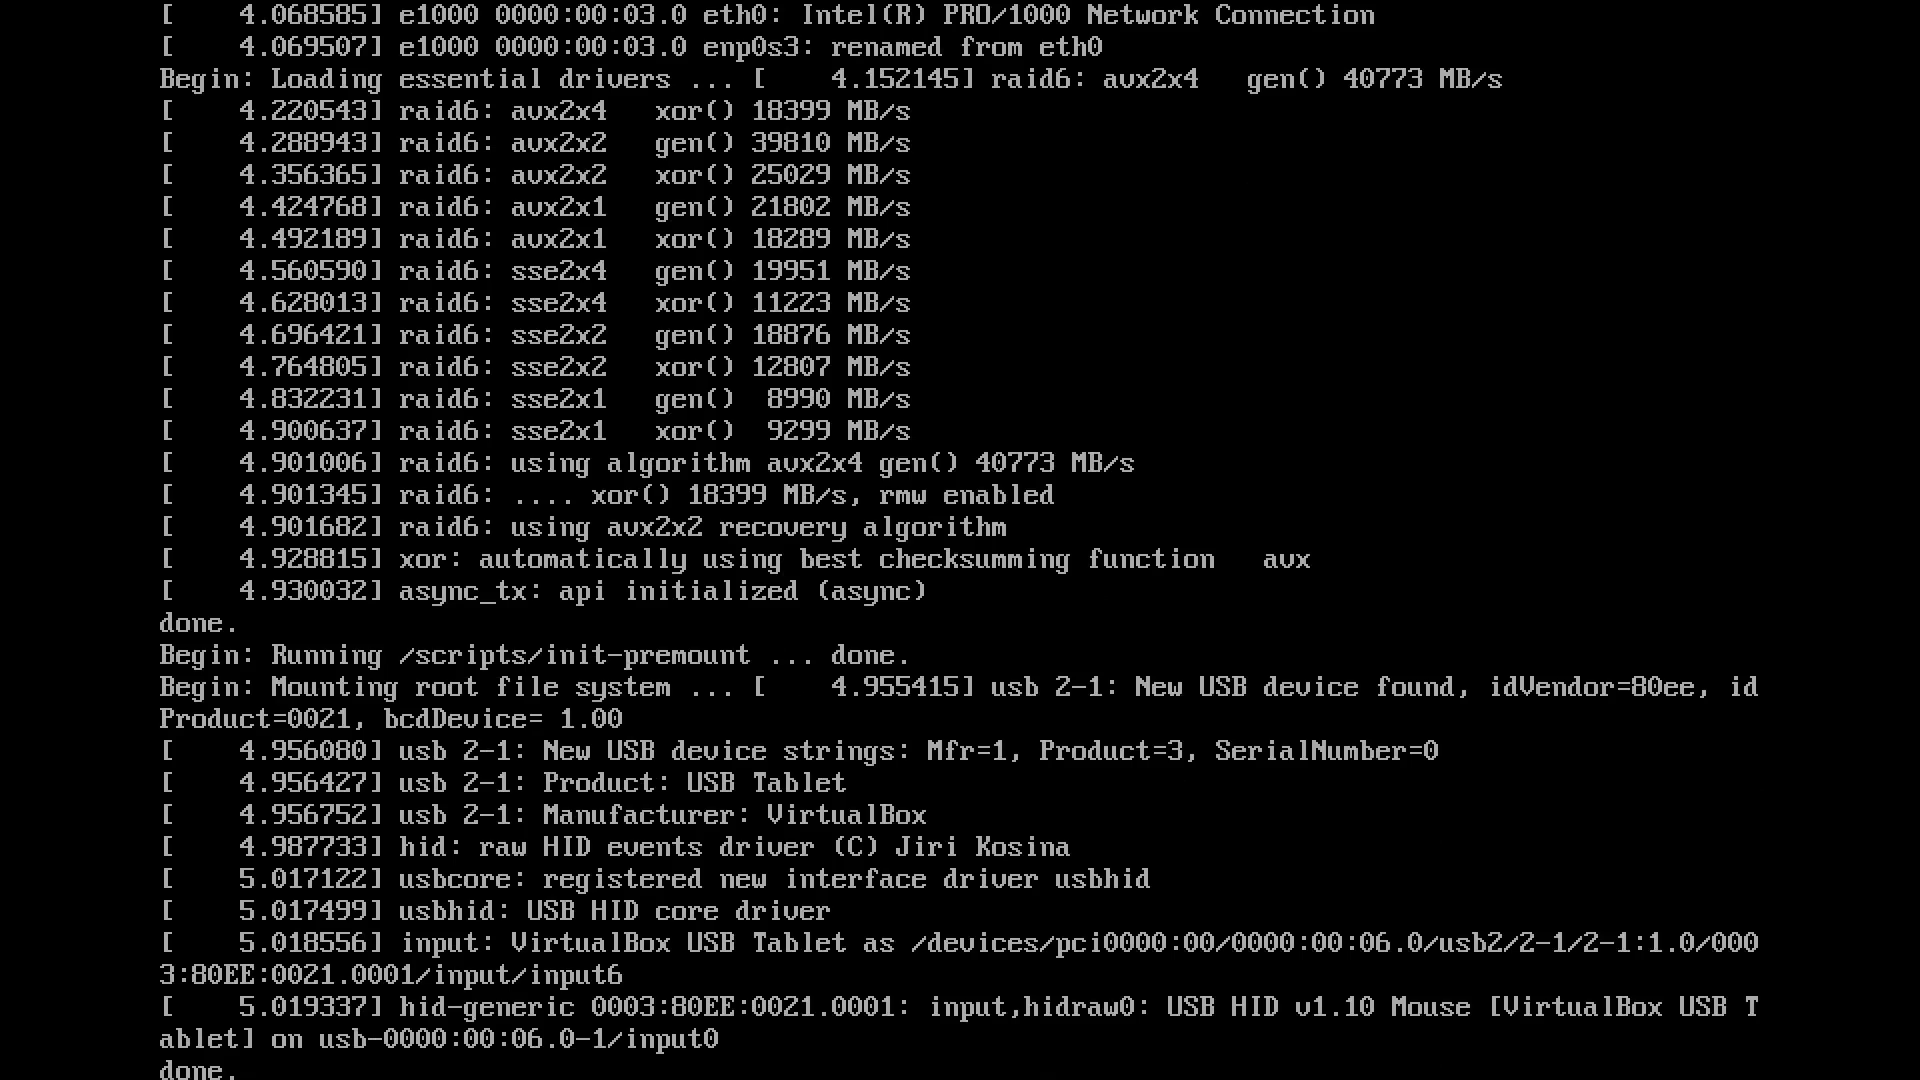 [    4.068585] e1000 0000:00:03.0 eth0: Intel(R) PRO/1000 Network Connection
[    4.069507] e1000 0000:00:03.0 enp0s3: renamed from eth0
Begin: Loading essential drivers ... [    4.152145] raid6: avx2x4   gen() 40773 MB/s
[    4.220543] raid6: avx2x4   xor() 18399 MB/s
[    4.288943] raid6: avx2x2   gen() 39810 MB/s
[    4.356365] raid6: avx2x2   xor() 25029 MB/s
[    4.424768] raid6: avx2x1   gen() 21802 MB/s
[    4.492189] raid6: avx2x1   xor() 18289 MB/s
[    4.560590] raid6: sse2x4   gen() 19951 MB/s
[    4.628013] raid6: sse2x4   xor() 11223 MB/s
[    4.696421] raid6: sse2x2   gen() 18876 MB/s
[    4.764805] raid6: sse2x2   xor() 12807 MB/s
[    4.832231] raid6: sse2x1   gen()  8990 MB/s
[    4.900637] raid6: sse2x1   xor()  9299 MB/s
[    4.901006] raid6: using algorithm avx2x4 gen() 40773 MB/s
[    4.901345] raid6: .... xor() 18399 MB/s, rmw enabled
[    4.901682] raid6: using avx2x2 recovery algorithm
[    4.928815] xor: automatically using best checksumming function   avx
[    4.930032] async_tx: api initialized (async)
done.
Begin: Running /scripts/init-premount ... done.
Begin: Mounting root file system ... [    4.955415] usb 2-1: New USB device found, idVendor=80ee, id
Product=0021, bcdDevice= 1.00
[    4.956080] usb 2-1: New USB device strings: Mfr=1, Product=3, SerialNumber=0
[    4.956427] usb 2-1: Product: USB Tablet
[    4.956752] usb 2-1: Manufacturer: VirtualBox
[    4.987733] hid: raw HID events driver (C) Jiri Kosina
[    5.017122] usbcore: registered new interface driver usbhid
[    5.017499] usbhid: USB HID core driver
[    5.018556] input: VirtualBox USB Tablet as /devices/pci0000:00/0000:00:06.0/usb2/2-1/2-1:1.0/000
3:80EE:0021.0001/input/input6
[    5.019337] hid-generic 0003:80EE:0021.0001: input,hidraw0: USB HID v1.10 Mouse [VirtualBox USB T
ablet] on usb-0000:00:06.0-1/input0
done.